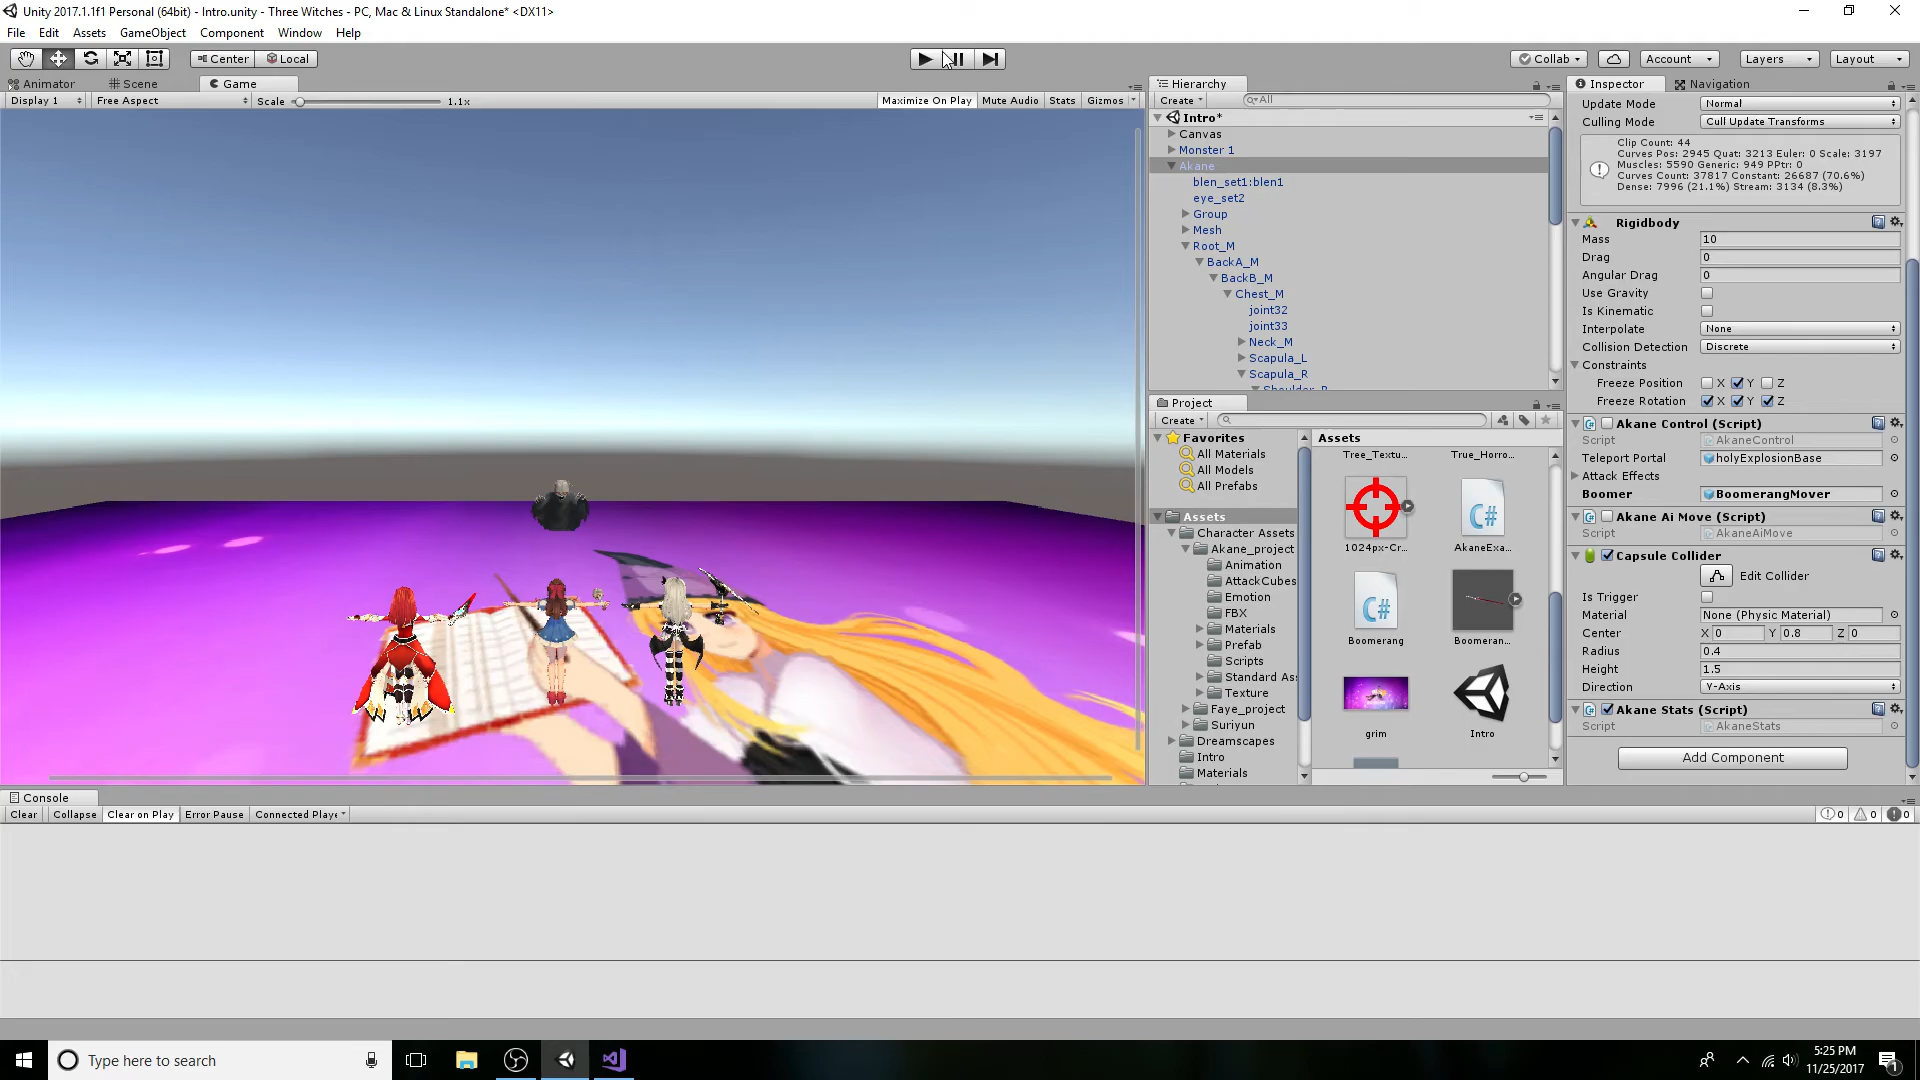 Unity 2017.1.1f1 Personal (64bit) - Intro.unity - Three Witches - PC, Mac & Linux Standalone* <DX11>
File Edit Assets GameObject Component Window Help
Center Local
Collab Account Layers Layout
Animator Scene Game
Display 1 Free Aspect Scale 1.1x Maximize On Play Mute Audio Stats Gizmos
Hierarchy
Create All
Intro*
Canvas
Monster 1
Akane
blen_set1:blen1
eye_set2
Group
Mesh
Root_M
BackA_M
BackB_M
Chest_M
joint32
joint33
Neck_M
Scapula_L
Scapula_R
Shoulder_R
Project
Create
Favorites
All Materials
All Models
All Prefabs
Assets
Character Assets
Akane_project
Animation
AttackCubes
Emotion
FBX
Materials
Prefab
Scripts
Standard Ass
Texture
Faye_project
Suriyun
Dreamscapes
Intro
Materials
Assets
Tree_Textu... True_Horro...
1024px-Cr... AkaneExa...
Boomerang Boomeran...
grim Intro
Inspector Navigation
Update Mode Normal
Culling Mode Cull Update Transforms
Clip Count: 44
Curves Pos: 2945 Quat: 3213 Euler: 0 Scale: 3197
Muscles: 5590 Generic: 949 PPtr: 0
Curves Count: 37817 Constant: 26687 (70.6%)
Dense: 7996 (21.1%) Stream: 3134 (8.3%)
Rigidbody
Mass 10
Drag 0
Angular Drag 0
Use Gravity
Is Kinematic
Interpolate None
Collision Detection Discrete
Constraints
Freeze Position X Y Z
Freeze Rotation X Y Z
Akane Control (Script)
Script AkaneControl
Teleport Portal holyExplosionBase
Attack Effects
Boomer BoomerangMover
Akane Ai Move (Script)
Script AkaneAiMove
Capsule Collider
Edit Collider
Is Trigger
Material None (Physic Material)
Center X 0 Y 0.8 Z 0
Radius 0.4
Height 1.5
Direction Y-Axis
Akane Stats (Script)
Script AkaneStats
Add Component
Console
Clear Collapse Clear on Play Error Pause Connected Playe 0 0 0
Type here to search
5:25 PM
11/25/2017
1